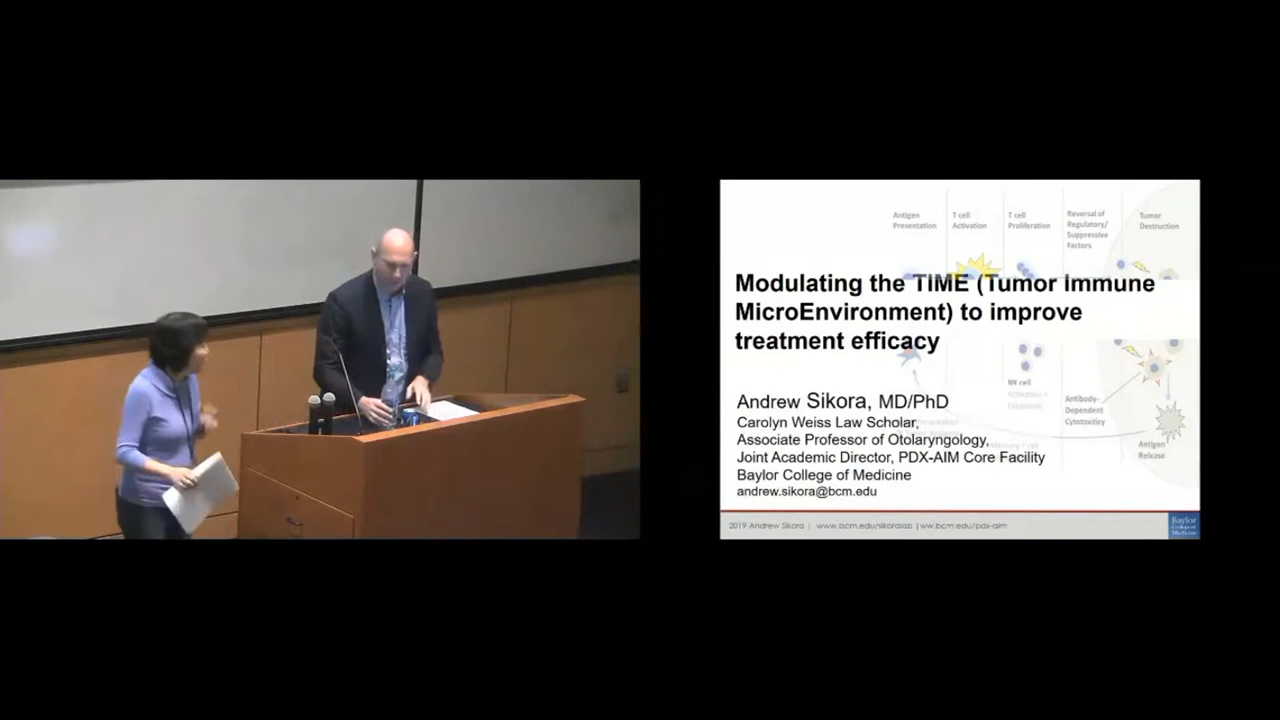 Antigen
Presentation
T cell
Activation
T cell
Proliferation
Reversal of
Regulatory/
Suppressive
Factors
Tumor
Destruction
Modulating the TIME (Tumor Immune
MicroEnvironment) to improve
treatment efficacy
NK cell
Activation +
Expansion
Antibody-
Dependent
Cytotoxicity
Antigen
Release
Andrew Sikora, MD/PhD
Carolyn Weiss Law Scholar,
Associate Professor of Otolaryngology,
Joint Academic Director, PDX-AIM Core Facility
Baylor College of Medicine
andrew.sikora@bcm.edu
2019 Andrew Sikora | www.bcm.edu/sikoralab | ww.bcm.edu/pdx-aim
Baylor
College of
Medicine